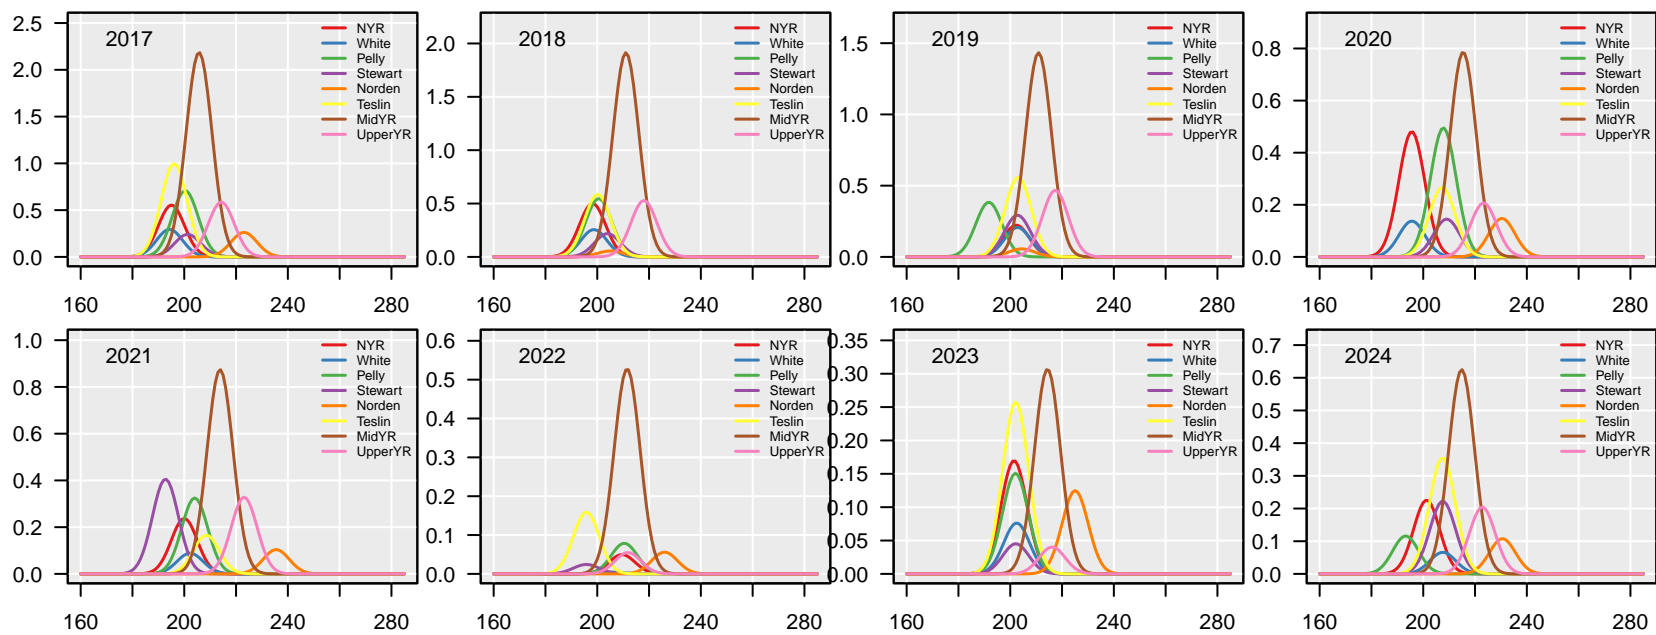 2.5
2.0
1.5
1.0
0.5
0.0
2017
NYR
White
Pelly
Stewart
Norden
Teslin
MidYR
UpperYR
160
200
240
280
2.0
1.5
1.0
0.5
0.0
2018
NYR
White
Pelly
Stewart
Norden
Teslin
MidYR
UpperYR
160
200
240
280
1.5
1.0
0.5
0.0
2019
NYR
White
Pelly
Stewart
Norden
Teslin
MidYR
UpperYR
160
200
240
280
0.8
0.6
0.4
0.2
0.0
2020
NYR
White
Pelly
Stewart
Norden
Teslin
MidYR
UpperYR
160
200
240
280
1.0
0.8
0.6
0.4
0.2
0.0
2021
NYR
White
Pelly
Stewart
Norden
Teslin
MidYR
UpperYR
160
200
240
280
0.6
0.5
0.4
0.3
0.2
0.1
0.0
2022
NYR
White
Pelly
Stewart
Norden
Teslin
MidYR
UpperYR
160
200
240
280
0.35
0.30
0.25
0.20
0.15
0.10
0.05
0.00
2023
NYR
White
Pelly
Stewart
Norden
Teslin
MidYR
UpperYR
160
200
240
280
0.7
0.6
0.5
0.4
0.3
0.2
0.1
0.0
2024
NYR
White
Pelly
Stewart
Norden
Teslin
MidYR
UpperYR
160
200
240
280